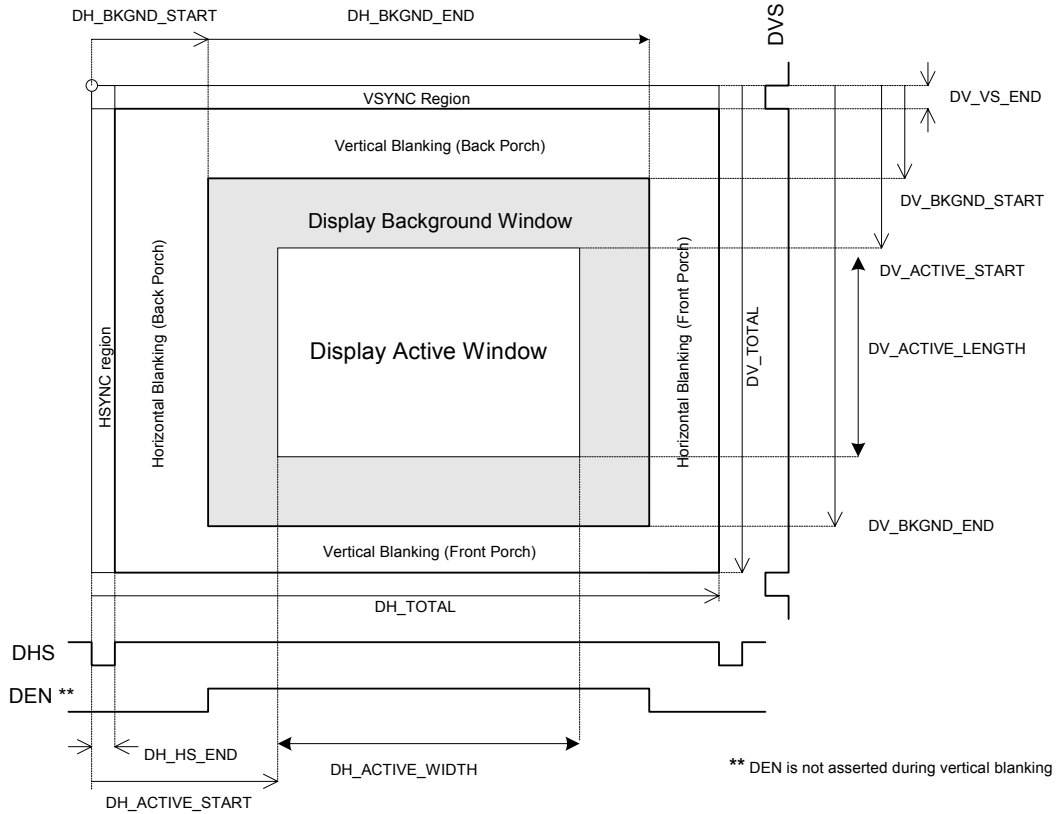 DH_BKGND_START
DH_BKGND_END
DVS
VSYNC Region
DV_VS_END
Vertical Blanking (Back Porch)
DV_BKGND_START
Display Background Window
DV_ACTIVE_START
HSYNC region
Horizontal Blanking (Back Porch)
Display Active Window
Horizontal Blanking (Front Porch)
DV_TOTAL
DV_ACTIVE_LENGTH
DV_BKGND_END
Vertical Blanking (Front Porch)
DH_TOTAL
DHS
DEN **
DH_HS_END
DH_ACTIVE_WIDTH
** DEN is not asserted during vertical blanking
DH_ACTIVE_START